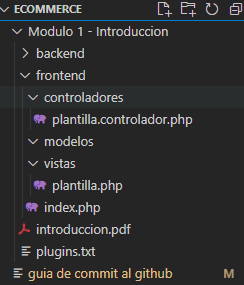 ECOMMERCE
Modulo 1 - Introduccion
backend
frontend
controladores
plantilla.controlador.php
modelos
vistas
plantilla.php
index.php
introduccion.pdf
plugins.txt
guia de commit al github M